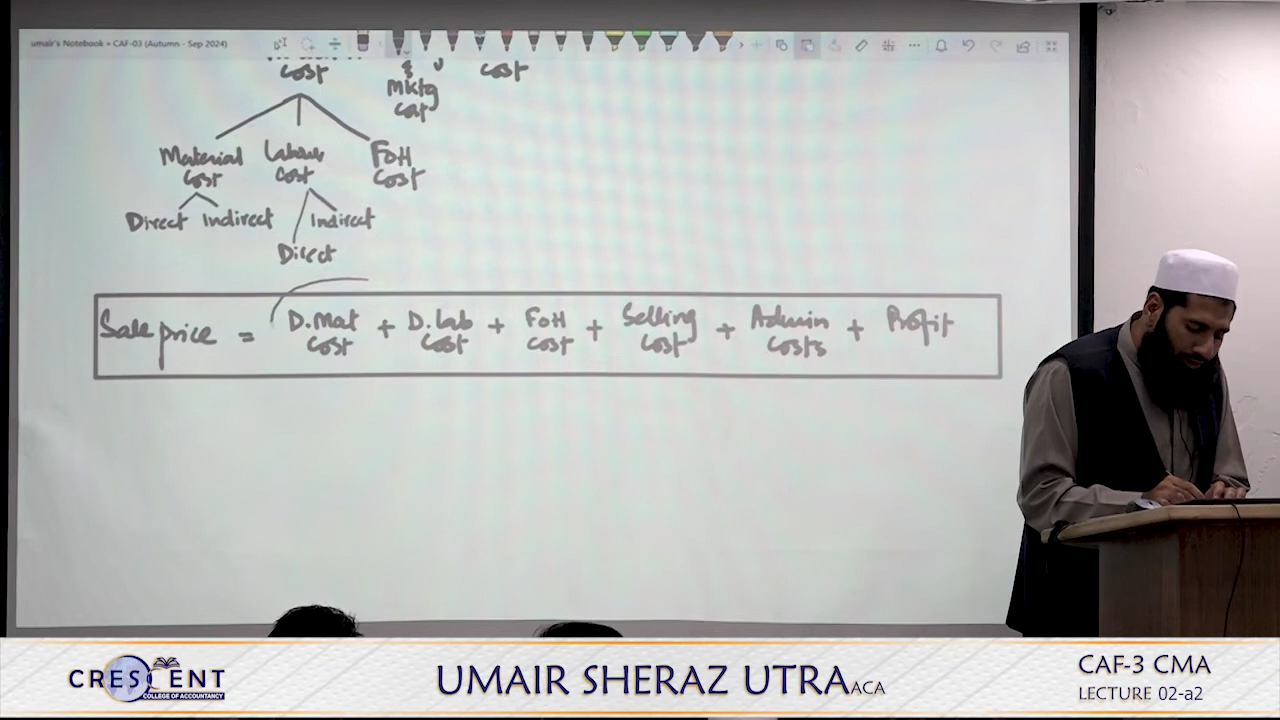 umair's Notebook • CAF-03 (Autumn - Sep 2024)
Cost
& Mktg Cost
Cost
Material Cost
Labour Cost
FOH Cost
Direct Indirect
Indirect
Direct
Sale price = D.Mat Cost + D.Lab Cost + FOH Cost + Selling Cost + Admin Costs + Profit
CRESCENT
COLLEGE OF ACCOUNTANCY
UMAIR SHERAZ UTRA ACA
CAF-3 CMA
LECTURE 02-a2